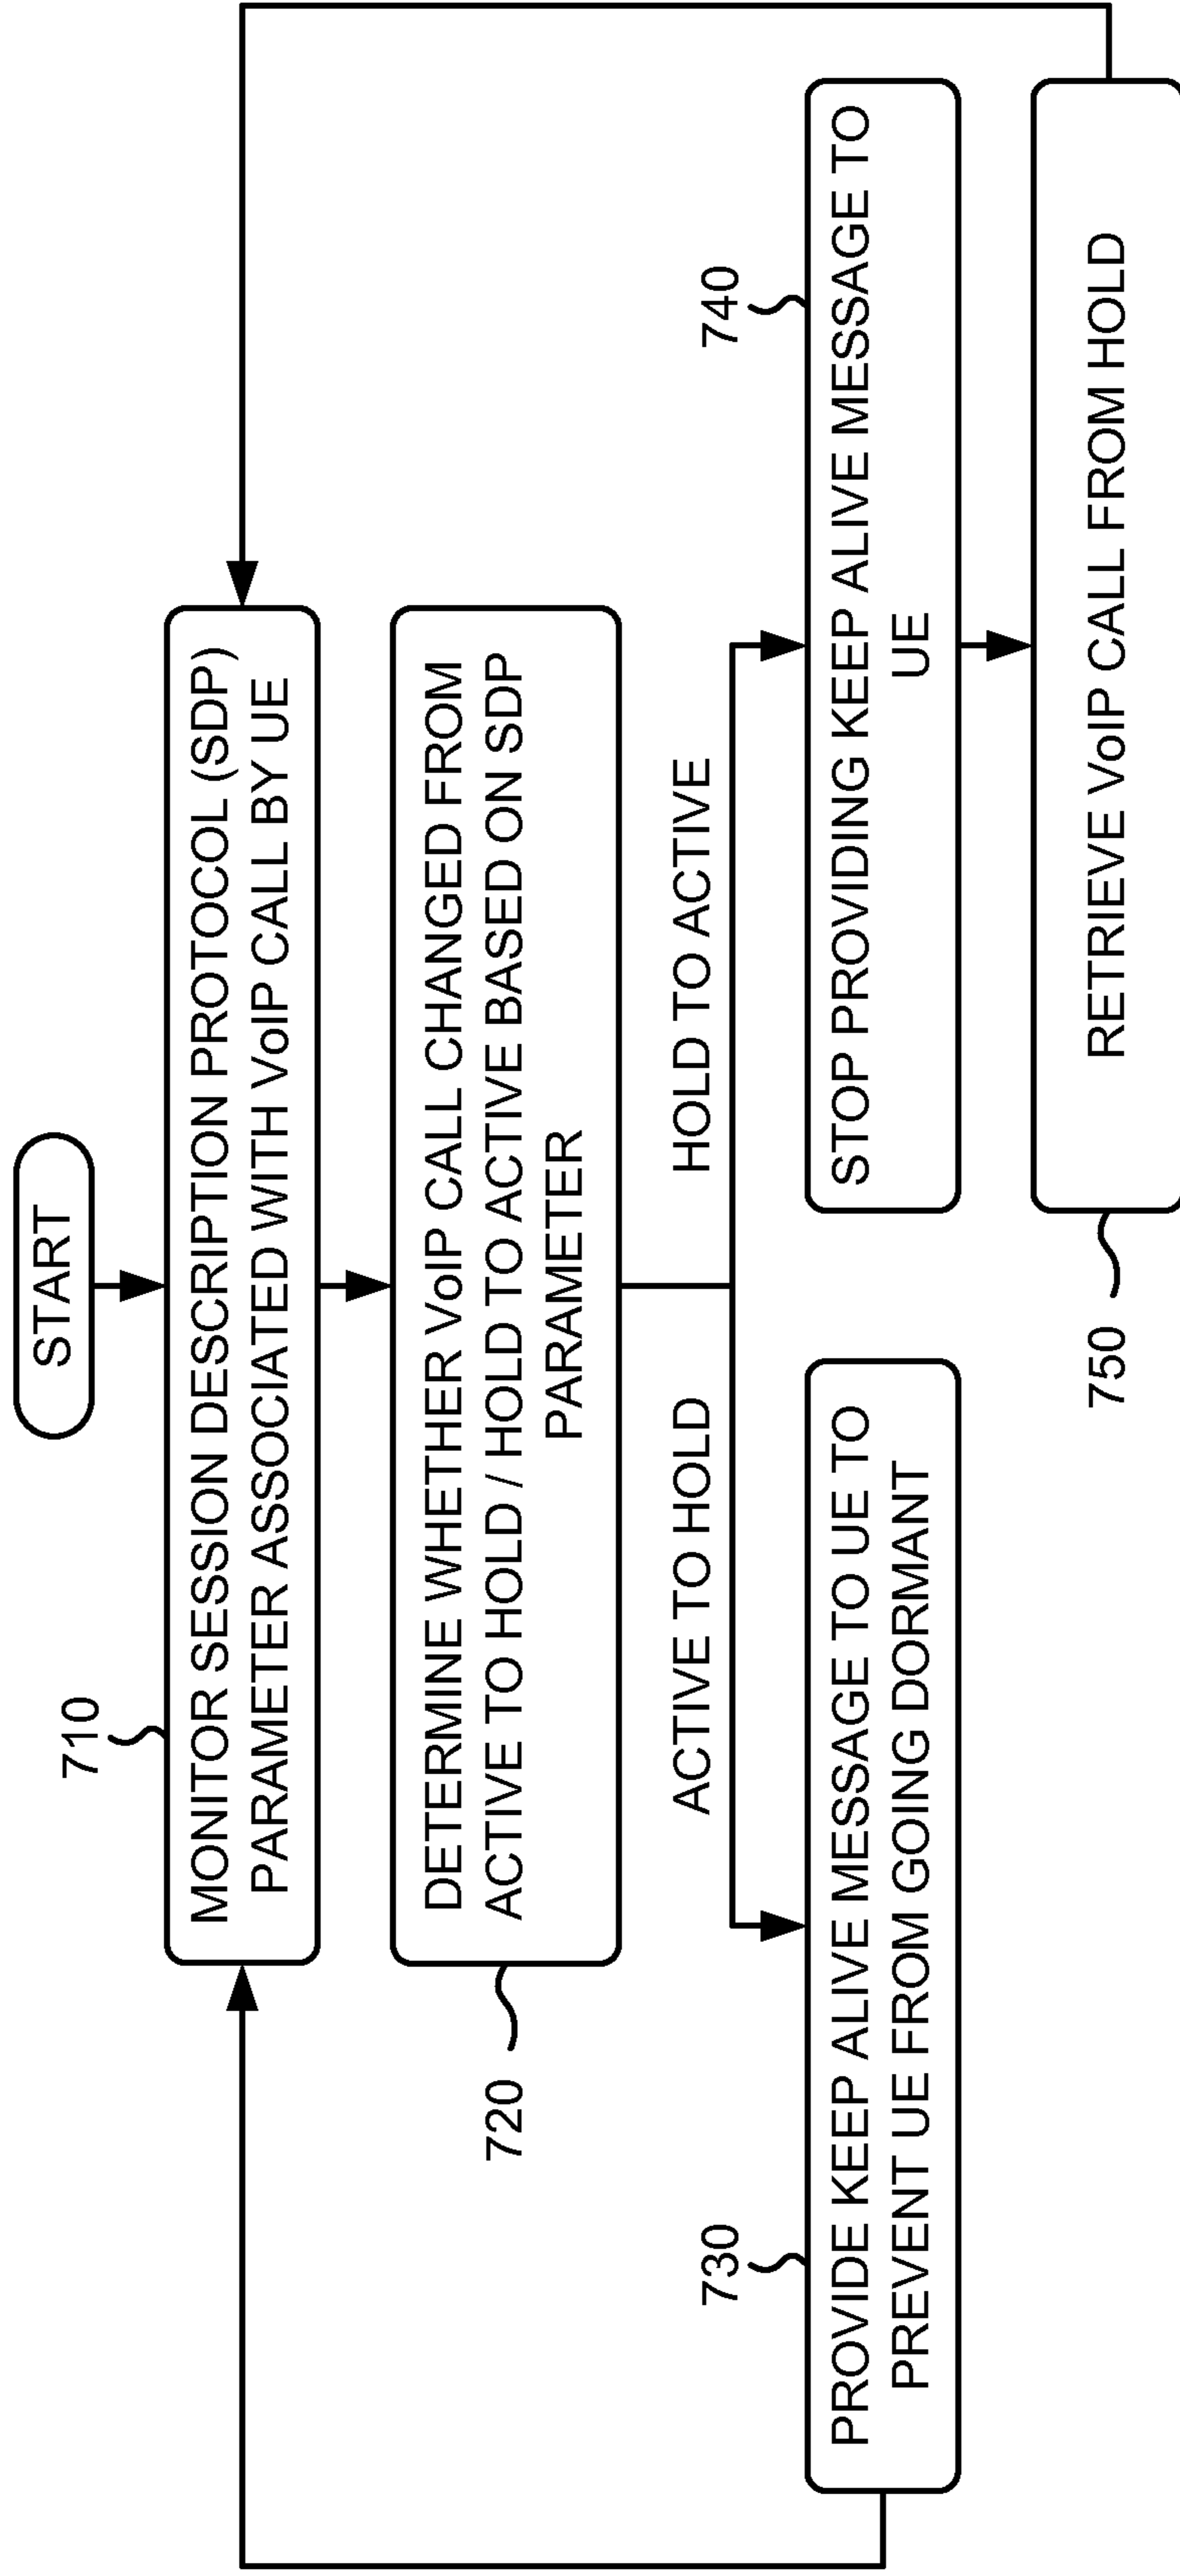 START
710
MONITOR SESSION DESCRIPTION PROTOCOL (SDP)
PARAMETER ASSOCIATED WITH VoIP CALL BY UE
720
DETERMINE WHETHER VoIP CALL CHANGED FROM
ACTIVE TO HOLD / HOLD TO ACTIVE BASED ON SDP
PARAMETER
ACTIVE TO HOLD
HOLD TO ACTIVE
730
PROVIDE KEEP ALIVE MESSAGE TO UE TO
PREVENT UE FROM GOING DORMANT
740
STOP PROVIDING KEEP ALIVE MESSAGE TO
UE
750
RETRIEVE VoIP CALL FROM HOLD